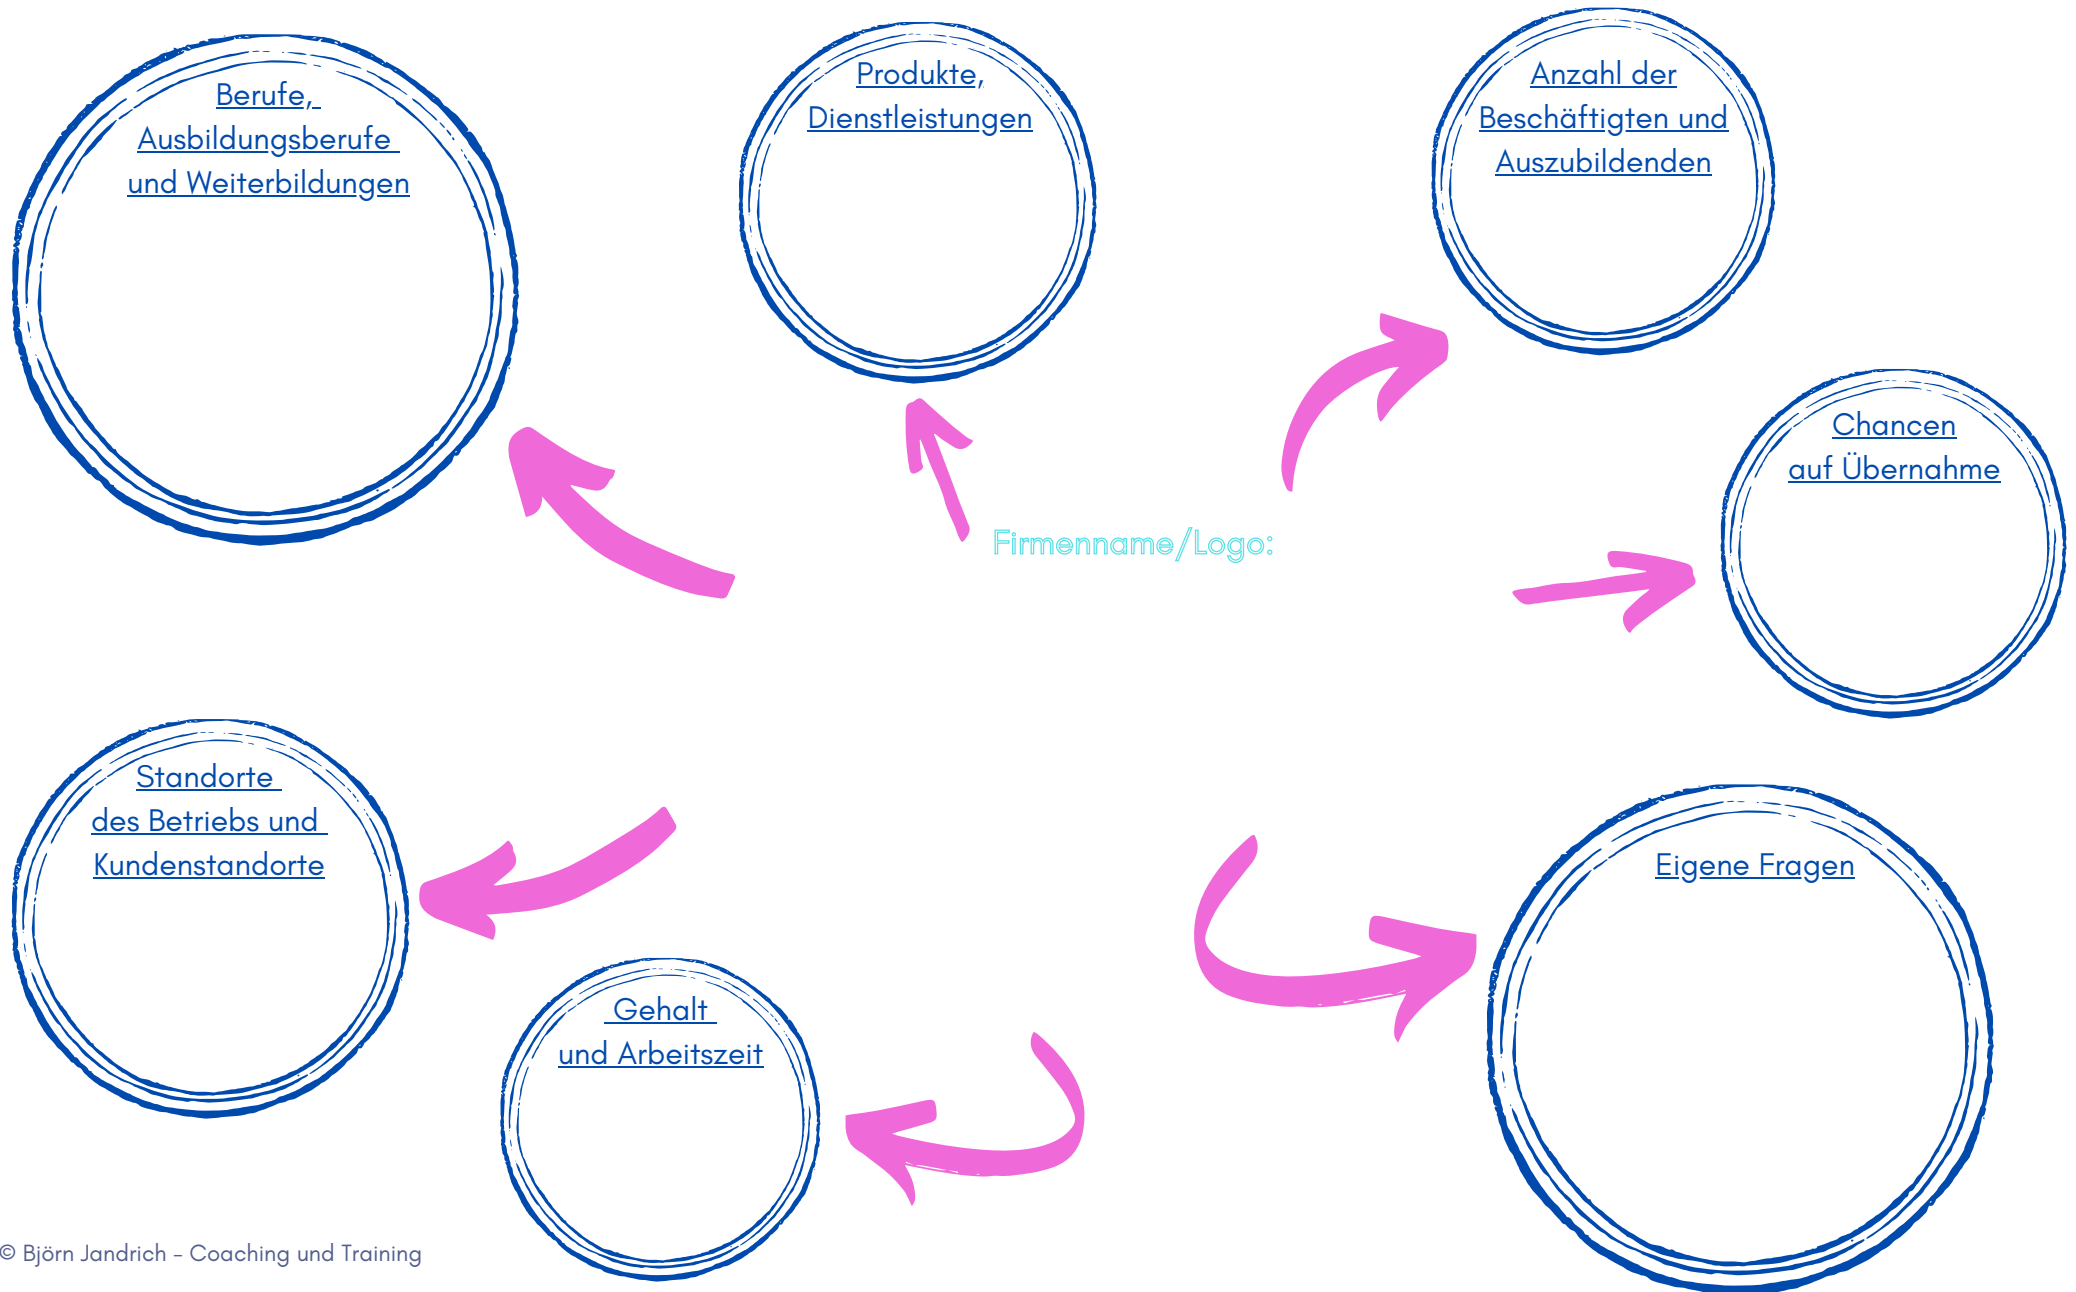 Berufe,
Ausbildungsberufe
und Weiterbildungen
Produkte,
Dienstleistungen
Anzahl der
Beschäftigten und
Auszubildenden
Chancen
auf Übernahme
Firmenname/Logo:
Standorte
des Betriebs und
Kundenstandorte
Gehalt
und Arbeitszeit
Eigene Fragen
© Björn Jandrich - Coaching und Training